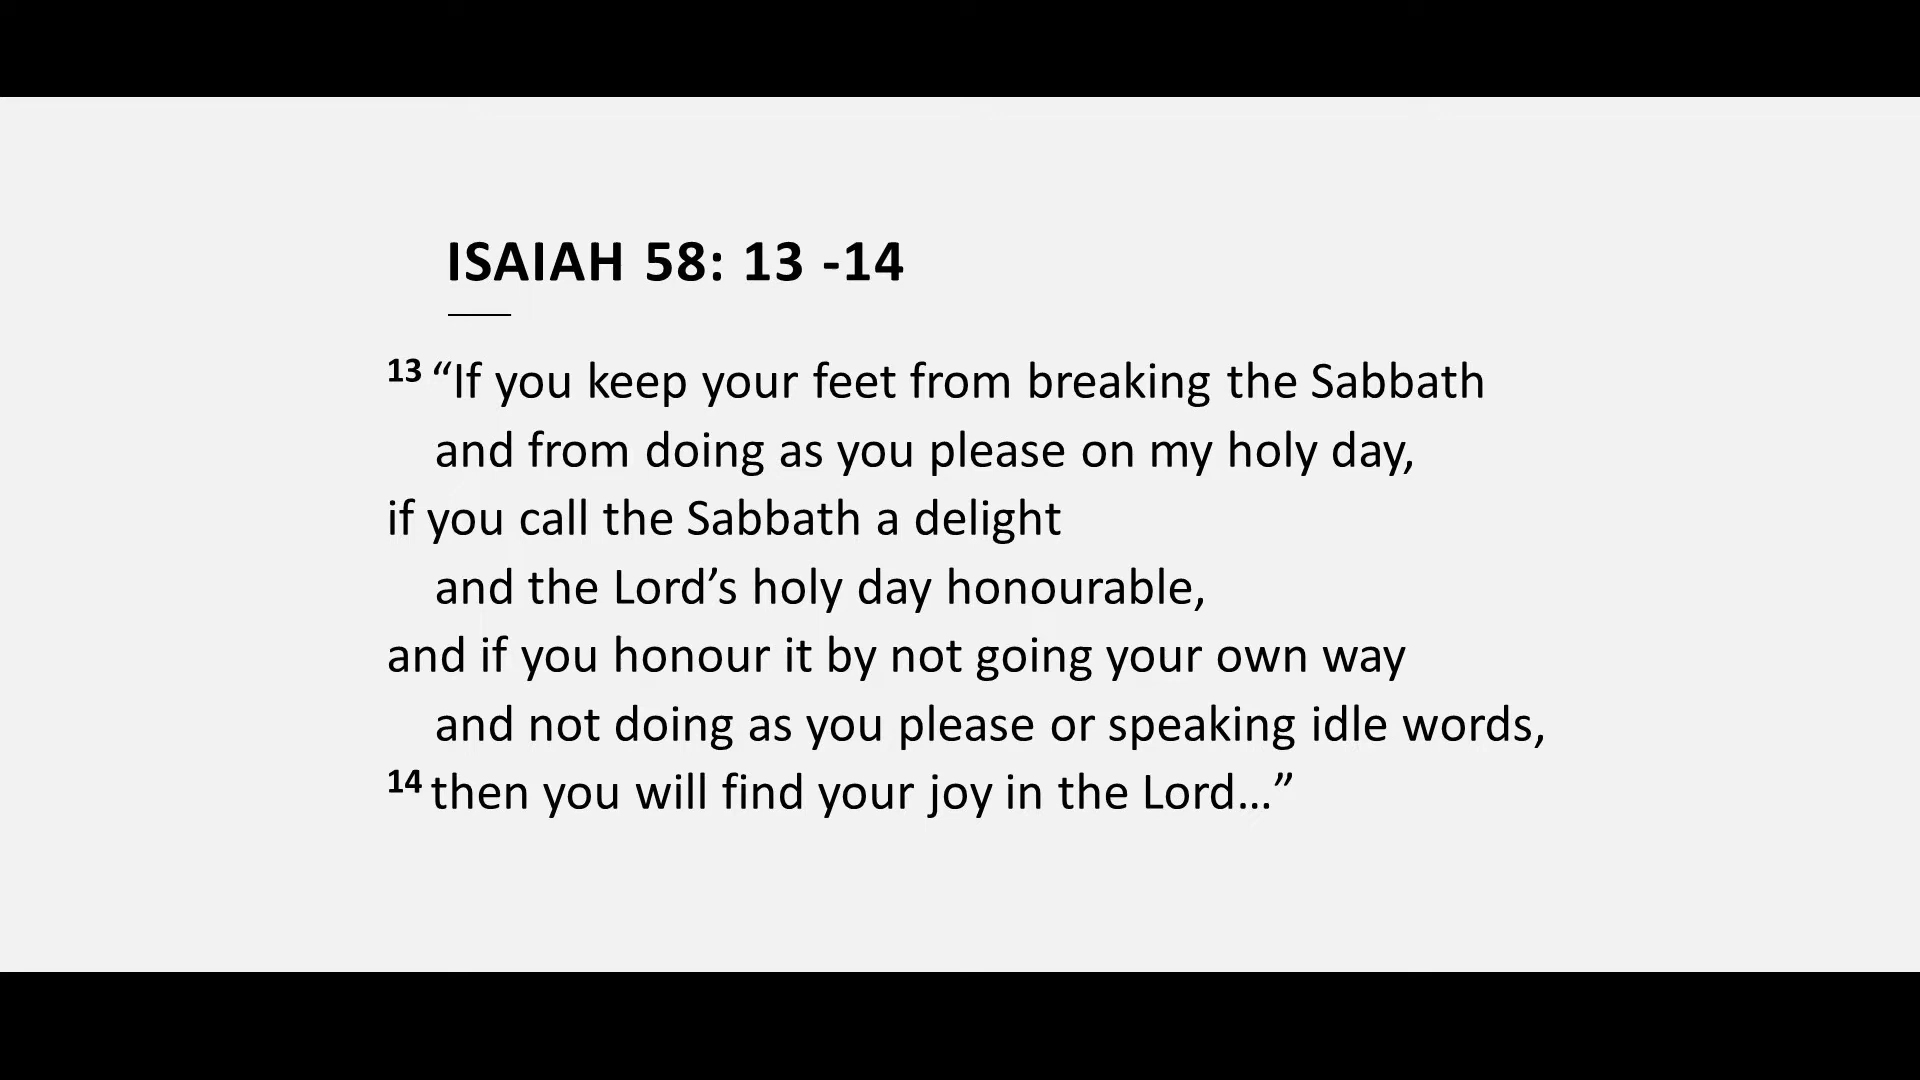 ISAIAH 58: 13 -14
13 “If you keep your feet from breaking the Sabbath
and from doing as you please on my holy day,
if you call the Sabbath a delight
and the Lord’s holy day honourable,
and if you honour it by not going your own way
and not doing as you please or speaking idle words,
14 then you will find your joy in the Lord…”